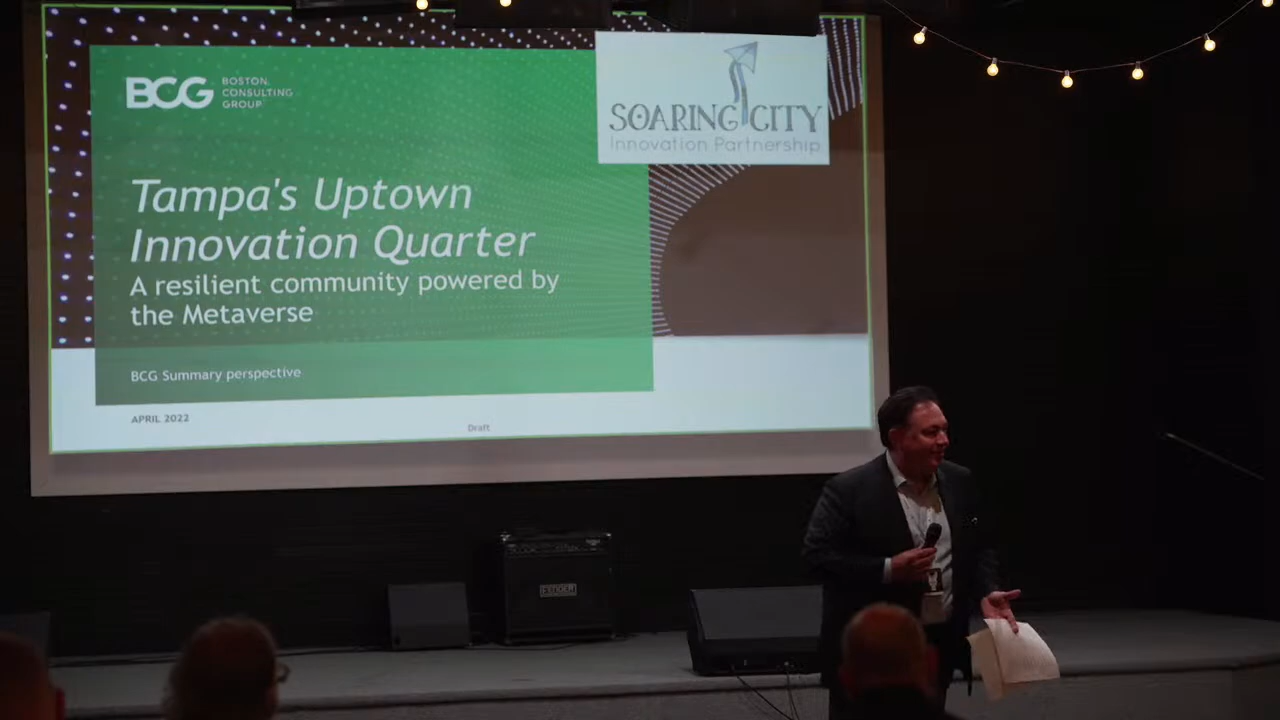 BCG
BOSTON
CONSULTING
GROUP
SOARING CITY
Innovation Partnership
Tampa's Uptown
Innovation Quarter
A resilient community powered by
the Metaverse
BCG Summary perspective
APRIL 2022
Draft
FENDER